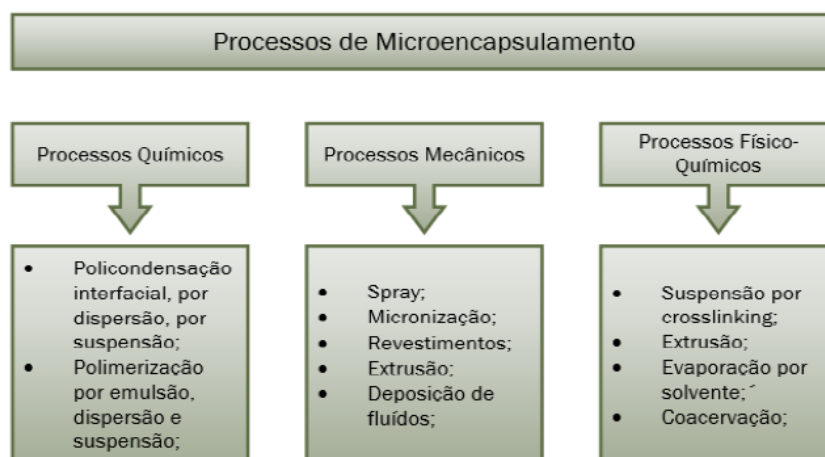 Processos de Microencapsulamento
Processos Químicos
Processos Mecânicos
Processos Físico-
Químicos
• Policondensação
interfacial, por
dispersão, por
suspensão;
• Polimerização
por emulsão,
dispersão e
suspensão;
• Spray;
• Micronização;
• Revestimentos;
• Extrusão;
• Deposição de
fluídos;
• Suspensão por
crosslinking;
• Extrusão;
• Evaporação por
solvente;´
• Coacervação;